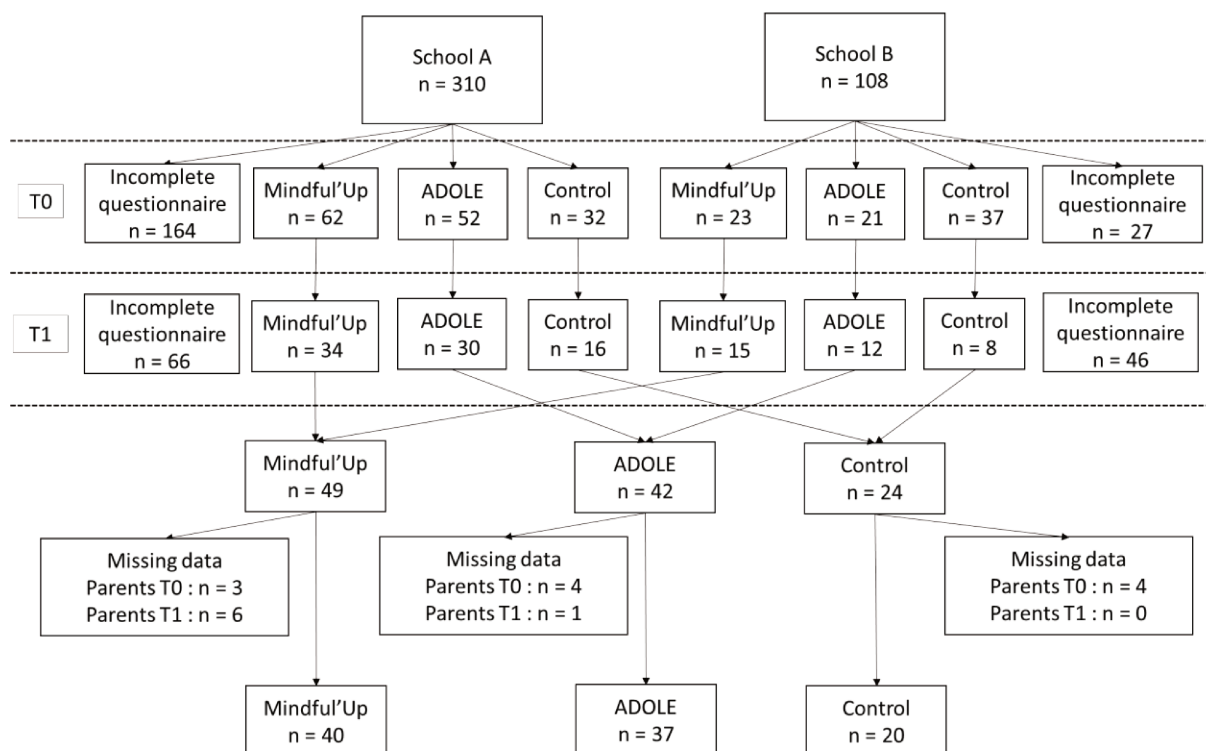 School A
n = 310
School B
n = 108
T0
Incomplete
questionnaire
n = 164
Mindful’Up
n = 62
ADOLE
n = 52
Control
n = 32
Mindful’Up
n = 23
ADOLE
n = 21
Control
n = 37
Incomplete
questionnaire
n = 27
T1
Incomplete
questionnaire
n = 66
Mindful’Up
n = 34
ADOLE
n = 30
Control
n = 16
Mindful’Up
n = 15
ADOLE
n = 12
Control
n = 8
Incomplete
questionnaire
n = 46
Mindful’Up
n = 49
ADOLE
n = 42
Control
n = 24
Missing data
Parents T0 : n = 3
Parents T1 : n = 6
Missing data
Parents T0 : n = 4
Parents T1 : n = 1
Missing data
Parents T0 : n = 4
Parents T1 : n = 0
Mindful’Up
n = 40
ADOLE
n = 37
Control
n = 20